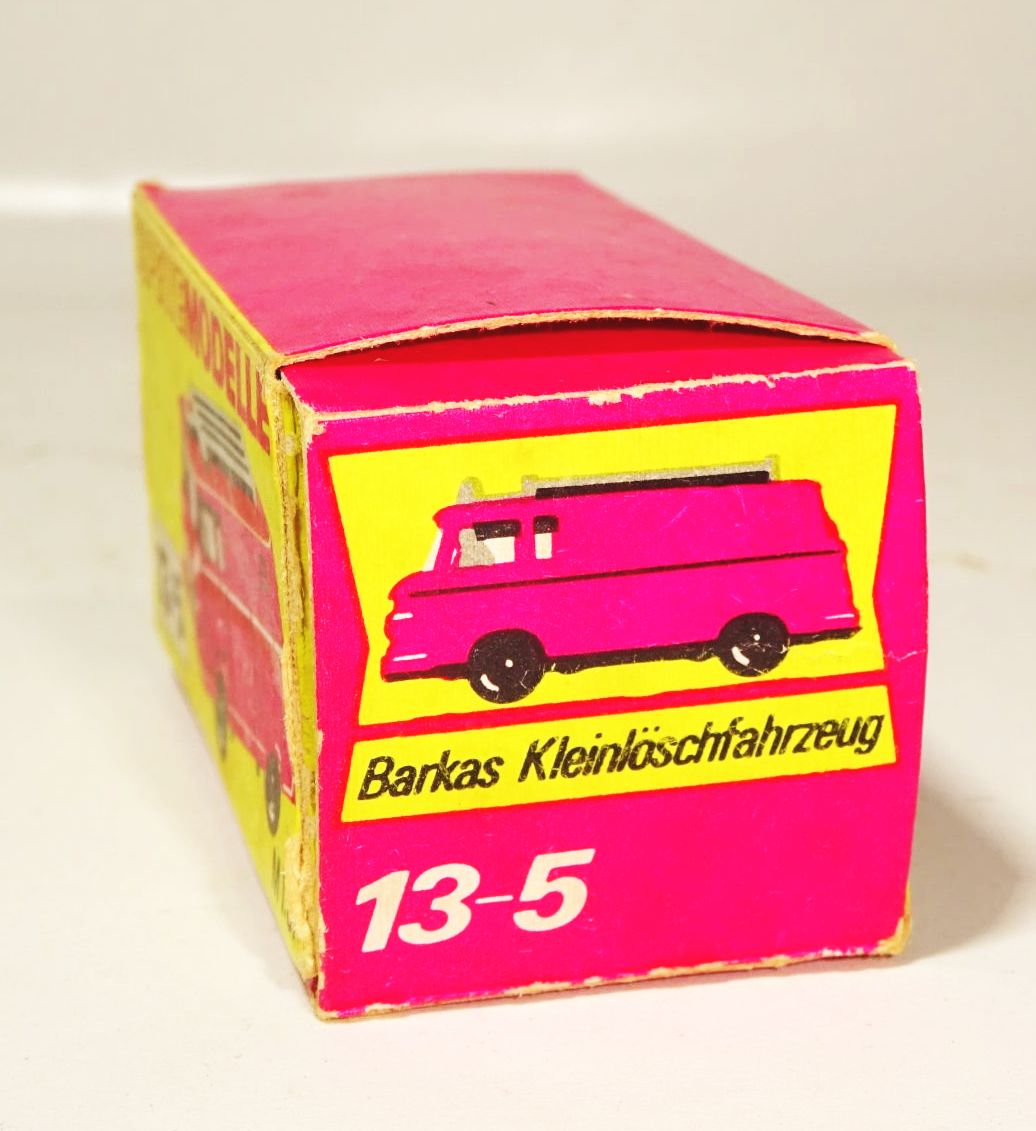 MODELLE
Barkas Kleinlöschfahrzeug
13-5